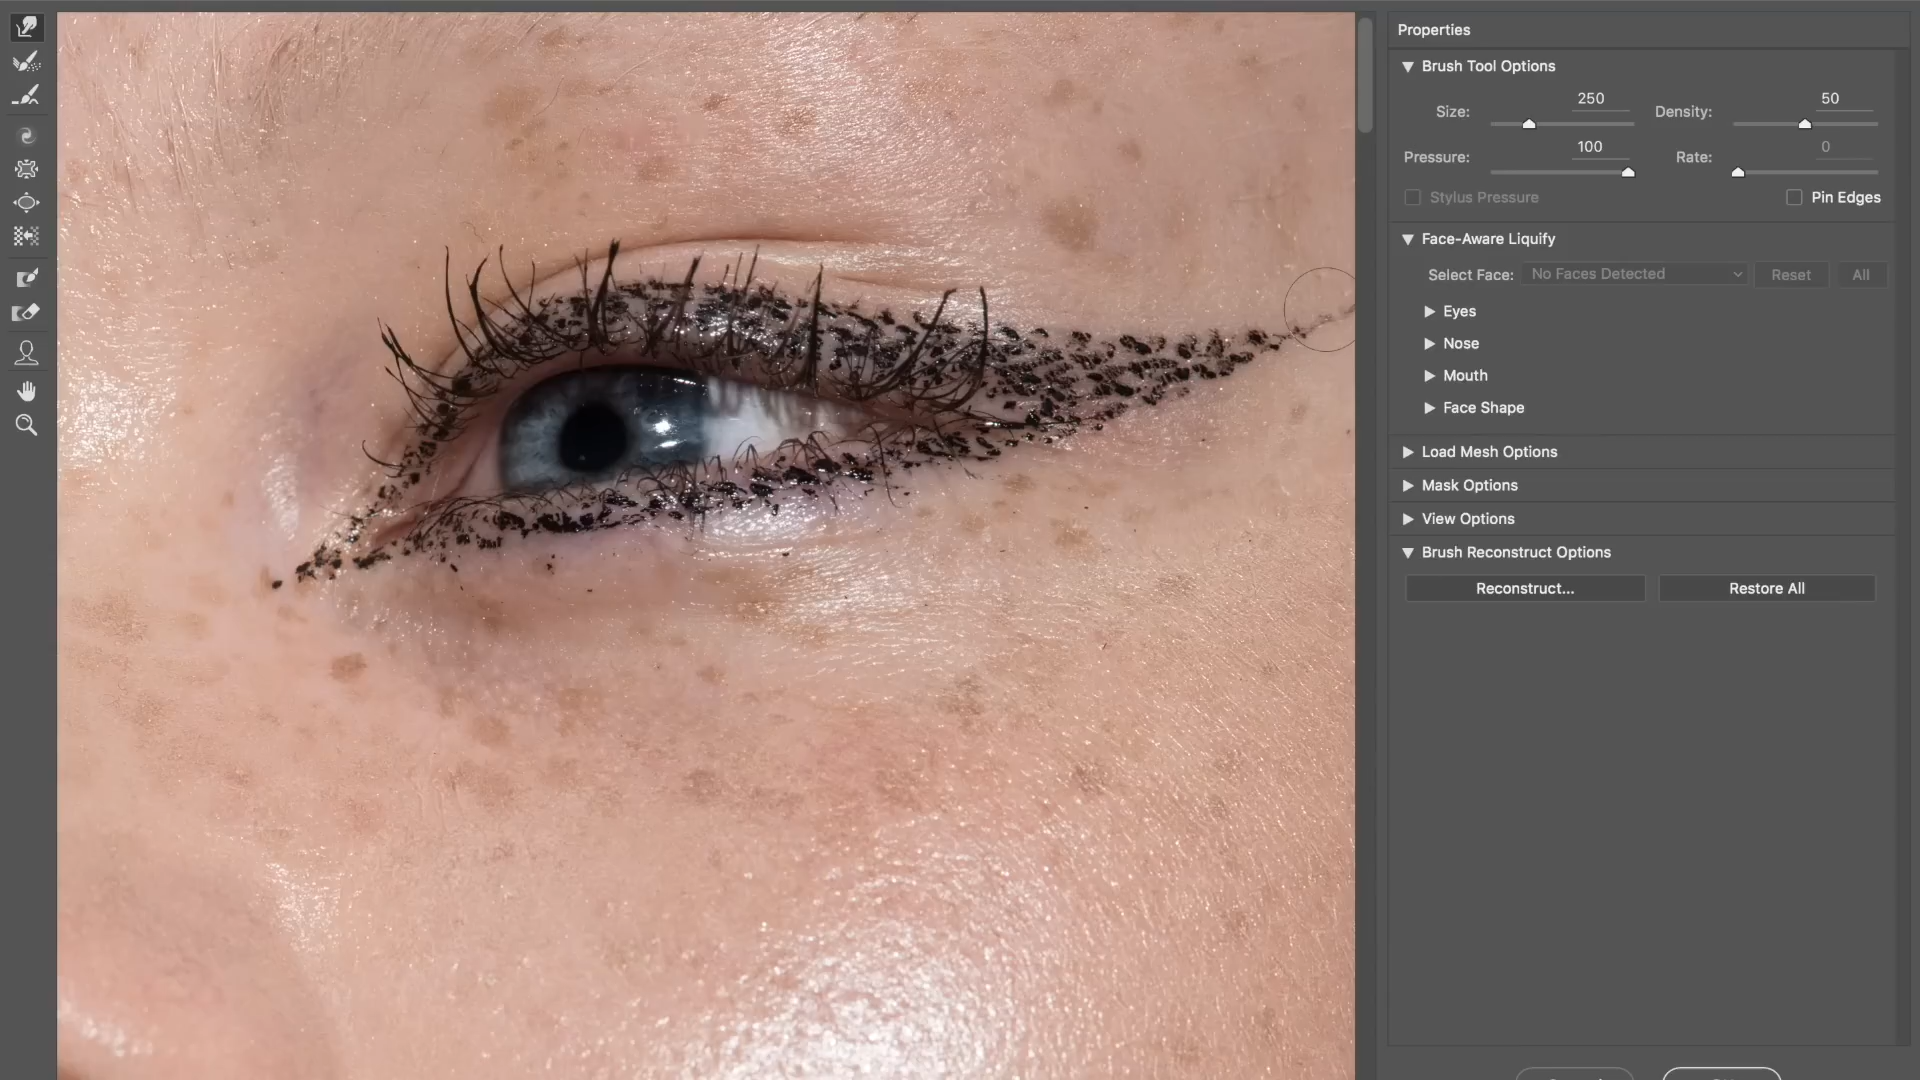 Properties
Brush Tool Options
Size: 250 Density: 50
Pressure: 100 Rate: 0
Stylus Pressure Pin Edges
Face-Aware Liquify
Select Face: No Faces Detected Reset All
Eyes
Nose
Mouth
Face Shape
Load Mesh Options
Mask Options
View Options
Brush Reconstruct Options
Reconstruct... Restore All